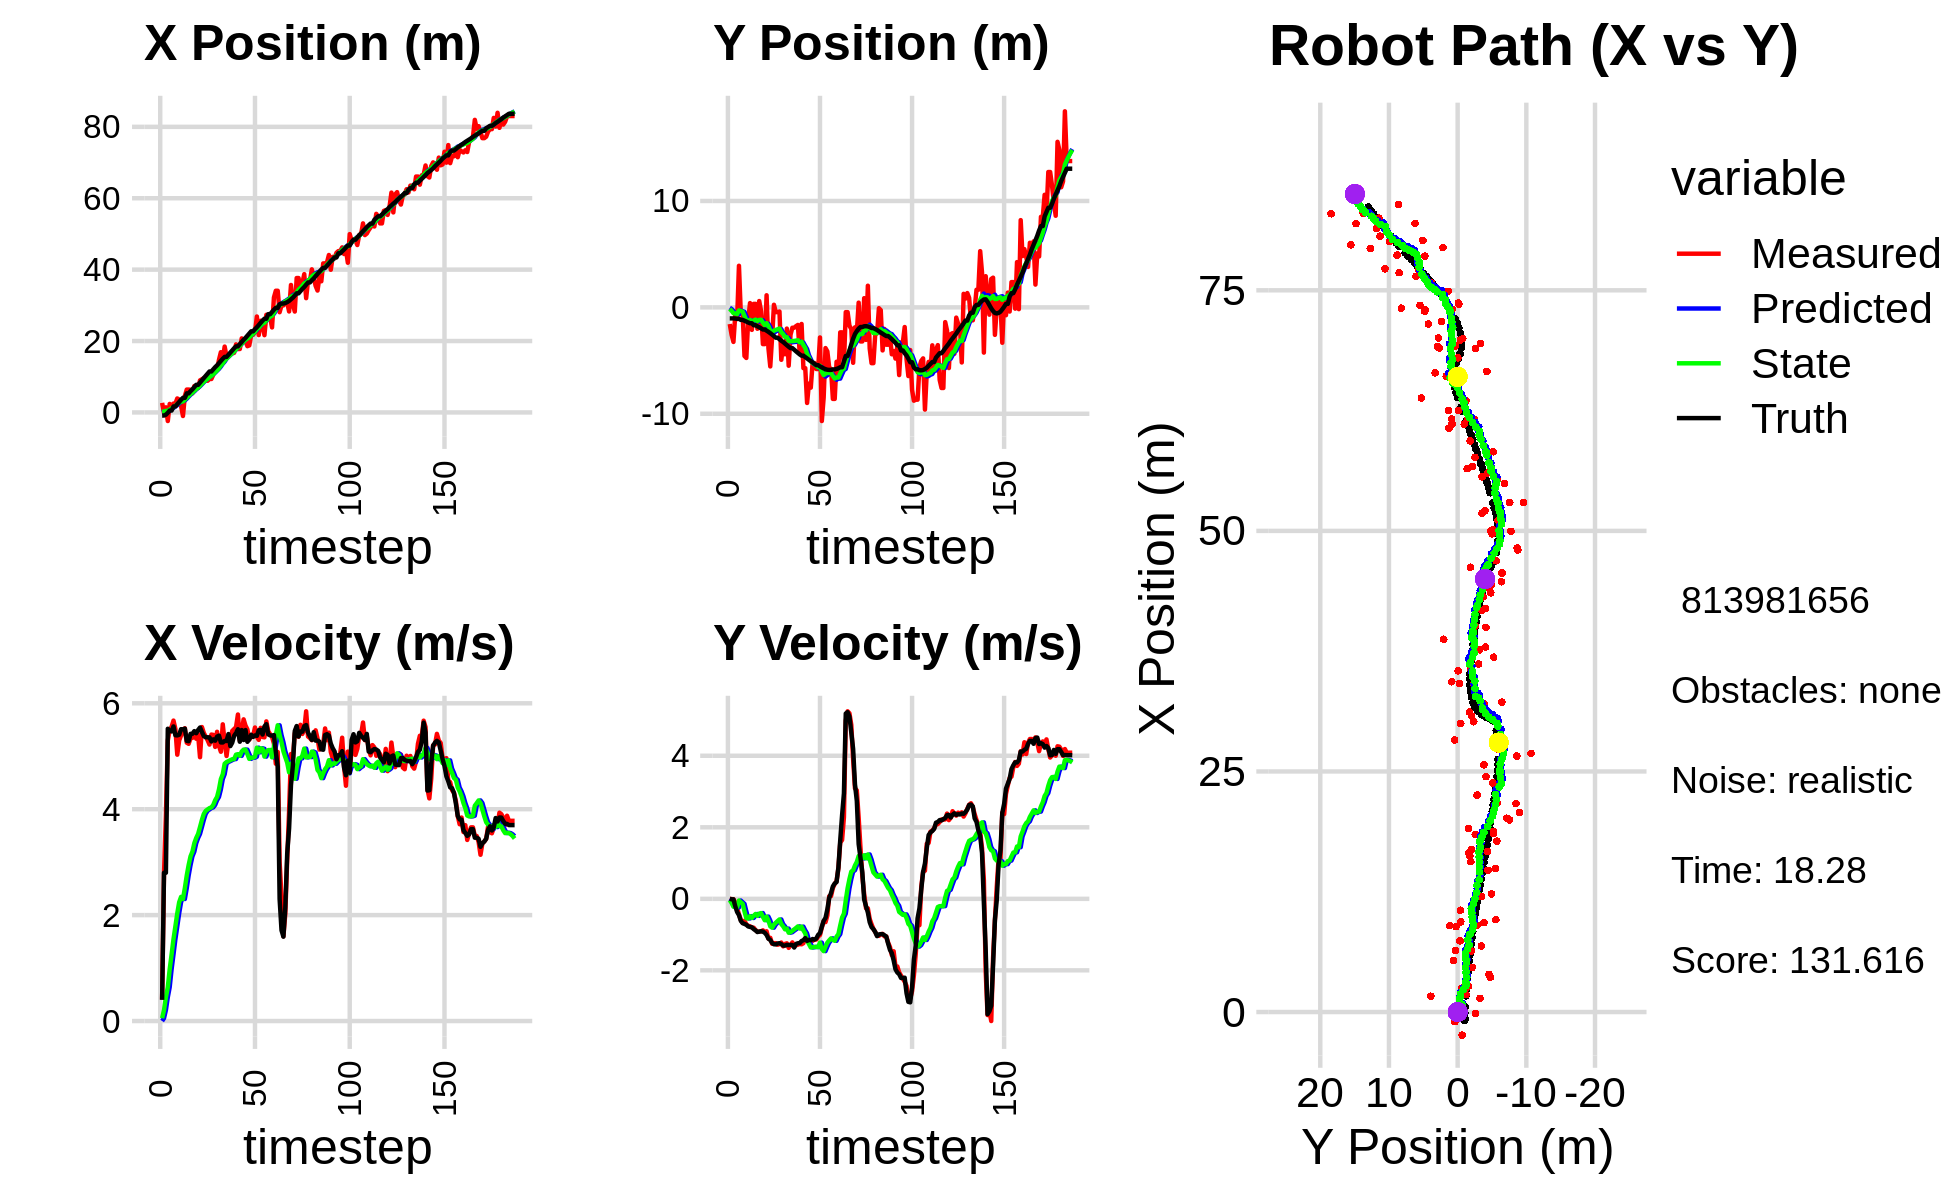 X Position (m)
80
60
40
20
0
0
50
100
150
timestep
Y Position (m)
10
0
-10
0
50
100
150
timestep
X Velocity (m/s)
6
4
2
0
0
50
100
150
timestep
Y Velocity (m/s)
4
2
0
-2
0
50
100
150
timestep
Robot Path (X vs Y)
X Position (m)
75
50
25
0
20 10 0 -10 -20
Y Position (m)
variable
Measured
Predicted
State
Truth
813981656
Obstacles: none
Noise: realistic
Time: 18.28
Score: 131.616